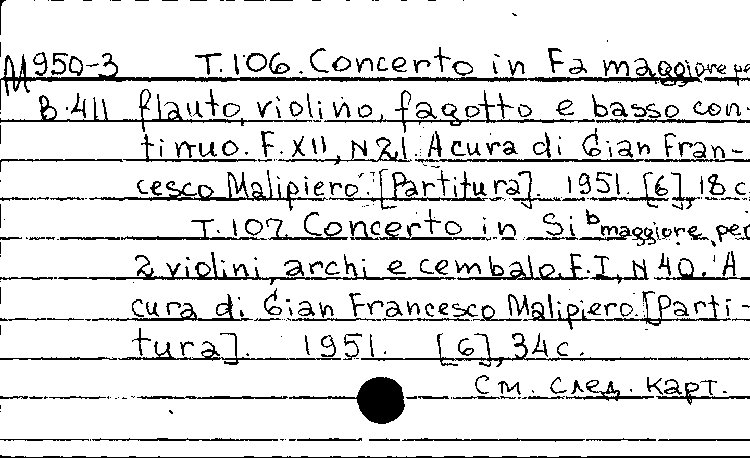 M950-3 T.106. Concerto in Fa maggiore pe
B.411 flauto, violino, fagotto e basso con-
tinuo. F. XII, N21. A cura di Gian Fran-
cesco Malipiero. [Partitura]. 1951. [6], 18 c
T.107. Concerto in Si b maggiore per
2 violini, archi e cembalo. F. I, N 40. A
cura di Gian Francesco Malipiero. [Parti-
tura]. 1951. [6], 34 c.
См. след. карт.